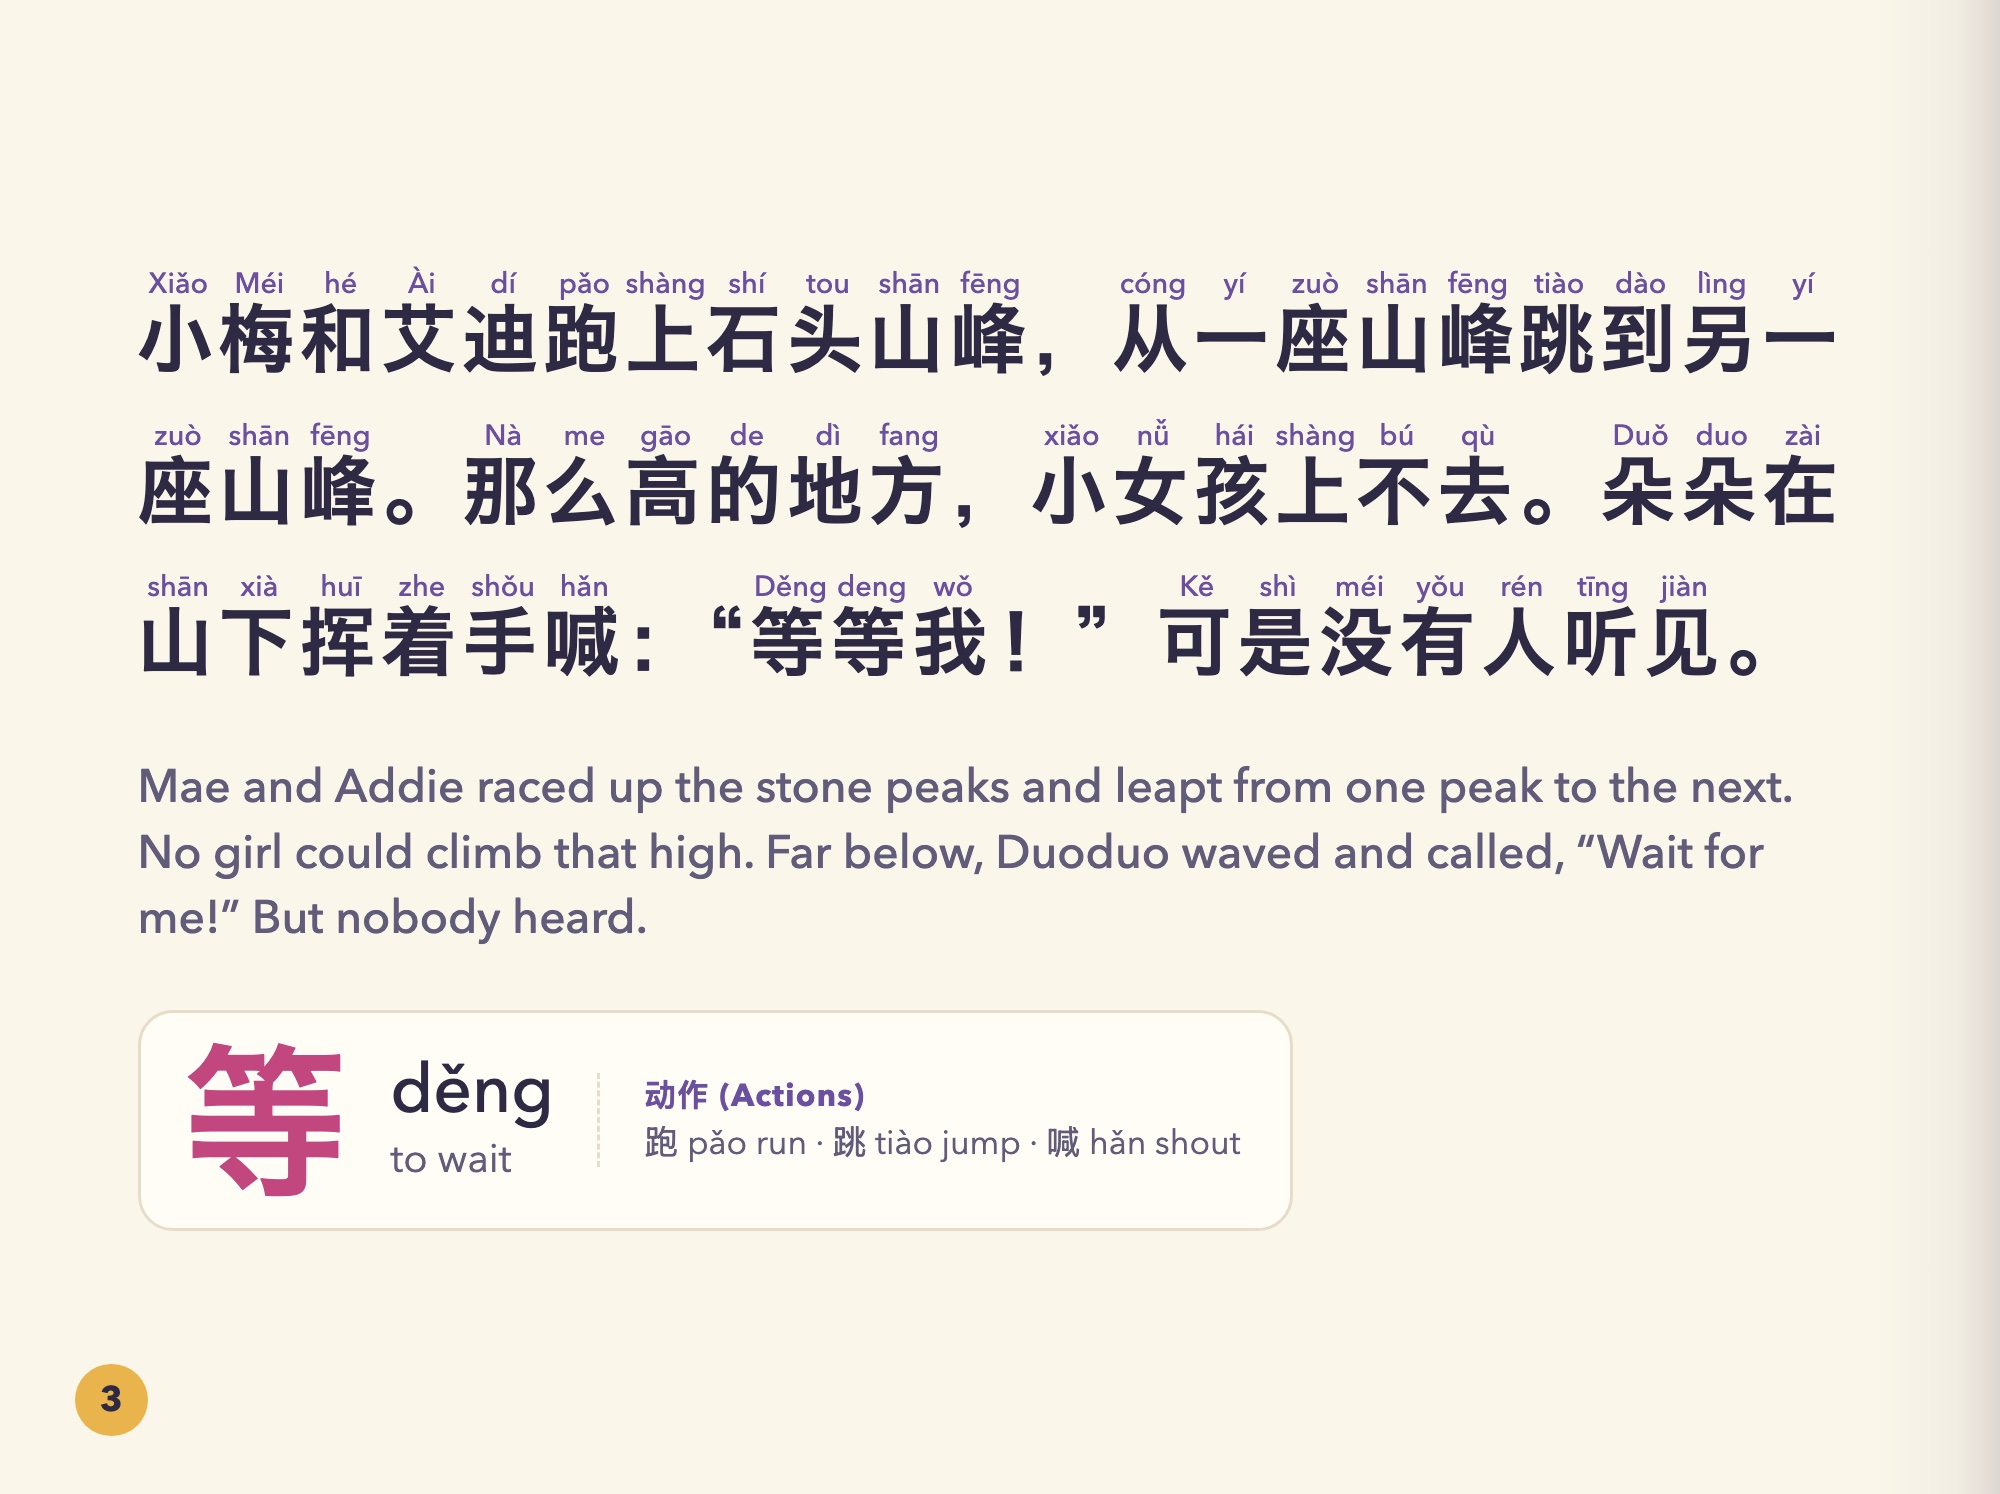 Xiǎo Méi hé Ài dí pǎo shàng shí tou shān fēng cóng yí zuò shān fēng tiào dào lìng yí
小梅和艾迪跑上石头山峰，从一座山峰跳到另一
zuò shān fēng Nà me gāo de dì fang xiǎo nǚ hái shàng bú qù Duǒ duo zài
座山峰。那么高的地方，小女孩上不去。朵朵在
shān xià huī zhe shǒu hǎn Děng deng wǒ Kě shì méi yǒu rén tīng jiàn
山下挥着手喊：“等等我！”可是没有人听见。
Mae and Addie raced up the stone peaks and leapt from one peak to the next.
No girl could climb that high. Far below, Duoduo waved and called, “Wait for
me!” But nobody heard.
等
děng
to wait
动作 (Actions)
跑 pǎo run · 跳 tiào jump · 喊 hǎn shout
3